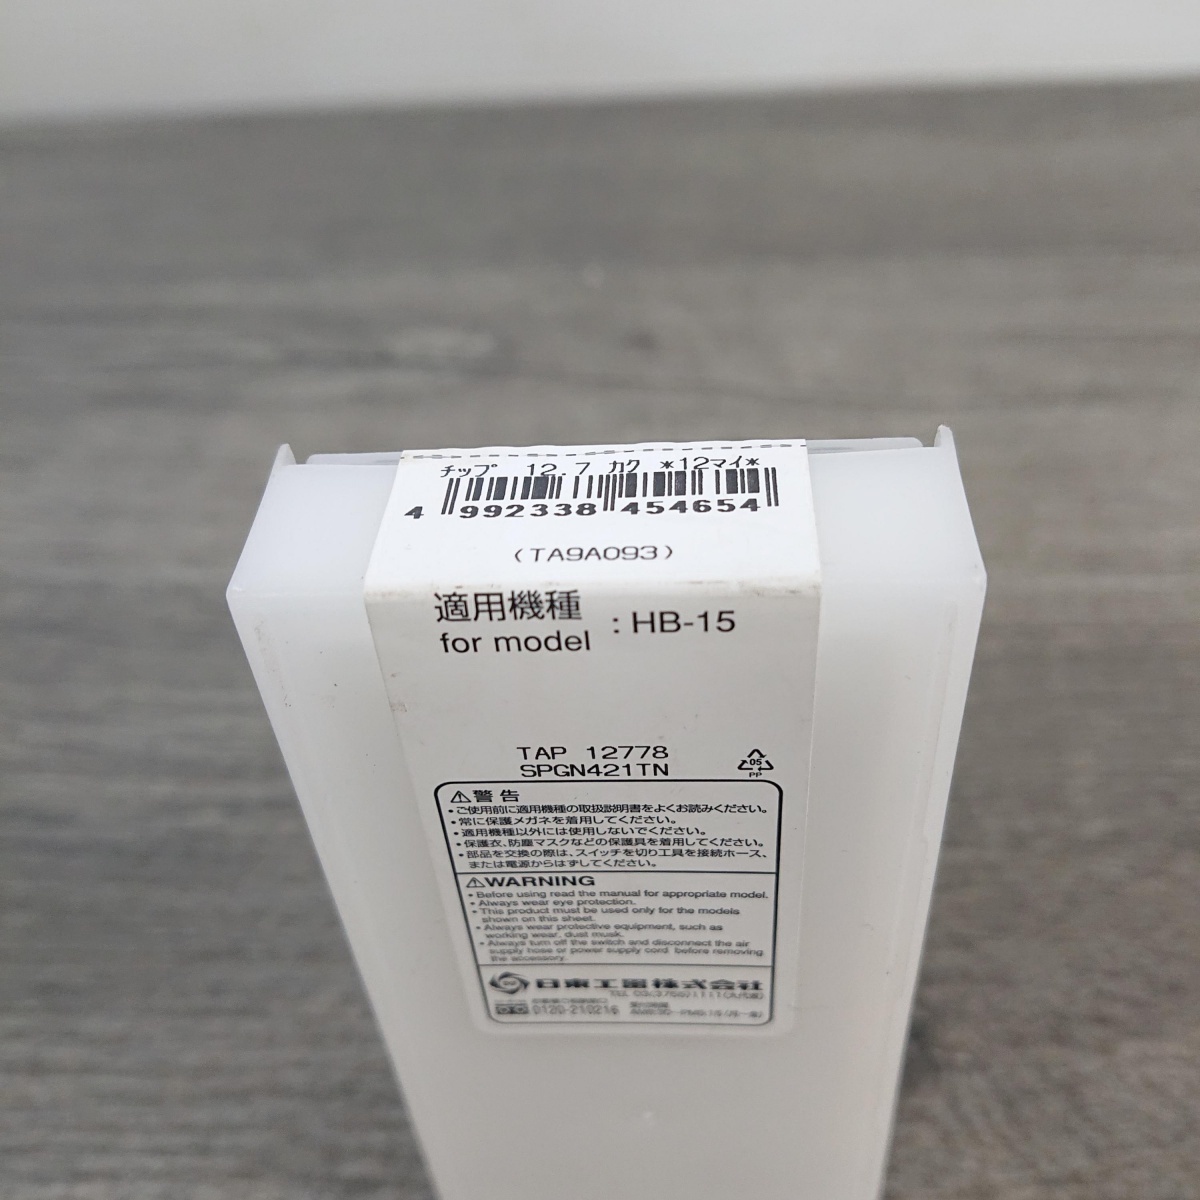 チップ 12.7 カク *12マイ*
4 992338 454654
(TA9A093)
適用機種
for model : HB-15
TAP 12778
SPGN421TN
05
PP
⚠警告
・ご使用前に適用機種の取扱説明書をよくお読みください。
・常に保護メガネを着用してください。
・適用機種以外には使用しないでください。
・保護衣、防塵マスクなどの保護具を着用してください。
・部品を交換の際は、スイッチを切り工具を接続ホース、
または電源からはずしてください。
⚠WARNING
• Before using read the manual for appropriate model.
• Always wear eye protection.
• This product must be used only for the models
shown on this sheet.
• Always wear protective equipment, such as
working wear, dust musk.
• Always turn off the switch and disconnect the air
supply hose or power supply cord before removing
the accessory.
日東工器株式会社
0120-210216